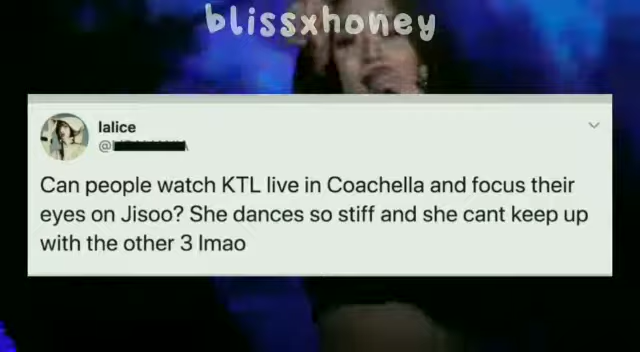 blissxhoney
lalice
@
Can people watch KTL live in Coachella and focus their
eyes on Jisoo? She dances so stiff and she cant keep up
with the other 3 lmao